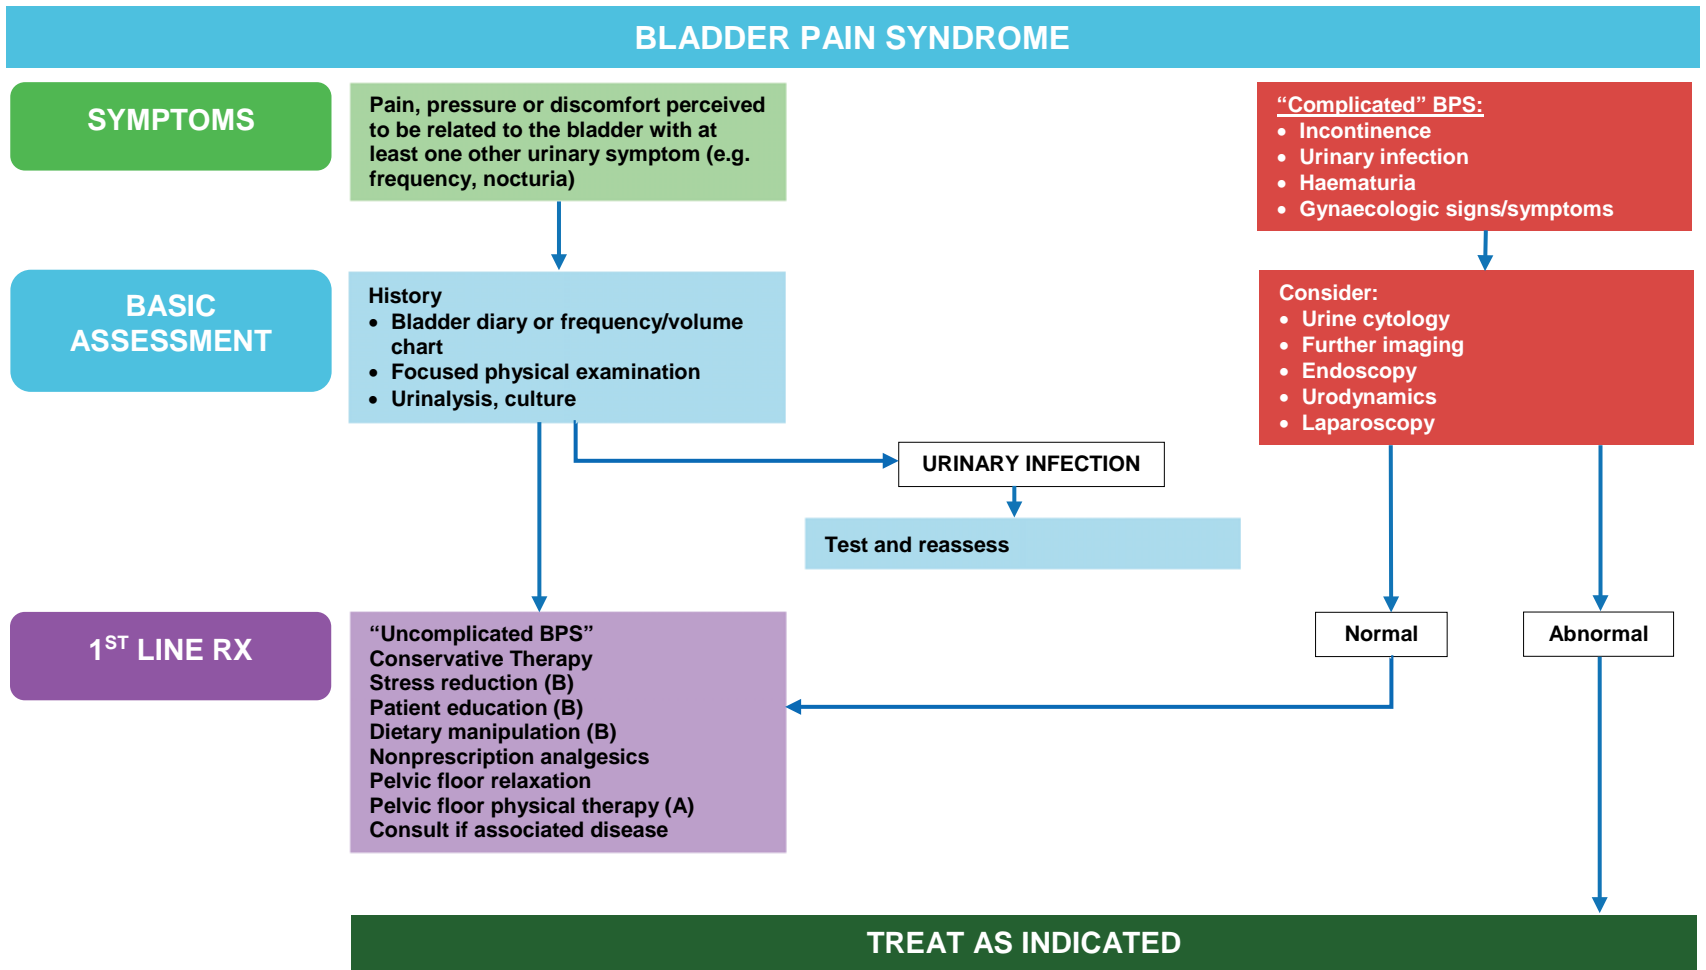 BLADDER PAIN SYNDROME
SYMPTOMS
Pain, pressure or discomfort perceived
to be related to the bladder with at
least one other urinary symptom (e.g.
frequency, nocturia)
“Complicated” BPS:
• Incontinence
• Urinary infection
• Haematuria
• Gynaecologic signs/symptoms
BASIC
ASSESSMENT
History
• Bladder diary or frequency/volume
chart
• Focused physical examination
• Urinalysis, culture
Consider:
• Urine cytology
• Further imaging
• Endoscopy
• Urodynamics
• Laparoscopy
URINARY INFECTION
Test and reassess
1ST LINE RX
“Uncomplicated BPS”
Conservative Therapy
Stress reduction (B)
Patient education (B)
Dietary manipulation (B)
Nonprescription analgesics
Pelvic floor relaxation
Pelvic floor physical therapy (A)
Consult if associated disease
Normal
Abnormal
TREAT AS INDICATED